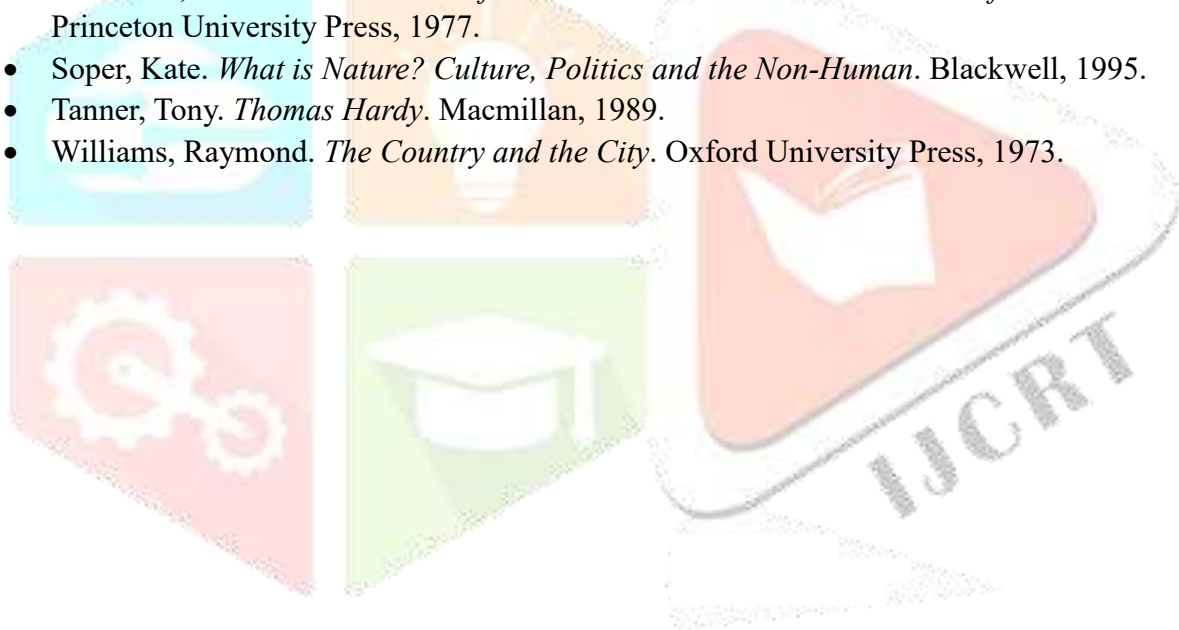 Princeton University Press, 1977.
• Soper, Kate. What is Nature? Culture, Politics and the Non-Human. Blackwell, 1995.
• Tanner, Tony. Thomas Hardy. Macmillan, 1989.
• Williams, Raymond. The Country and the City. Oxford University Press, 1973.
IJCRT